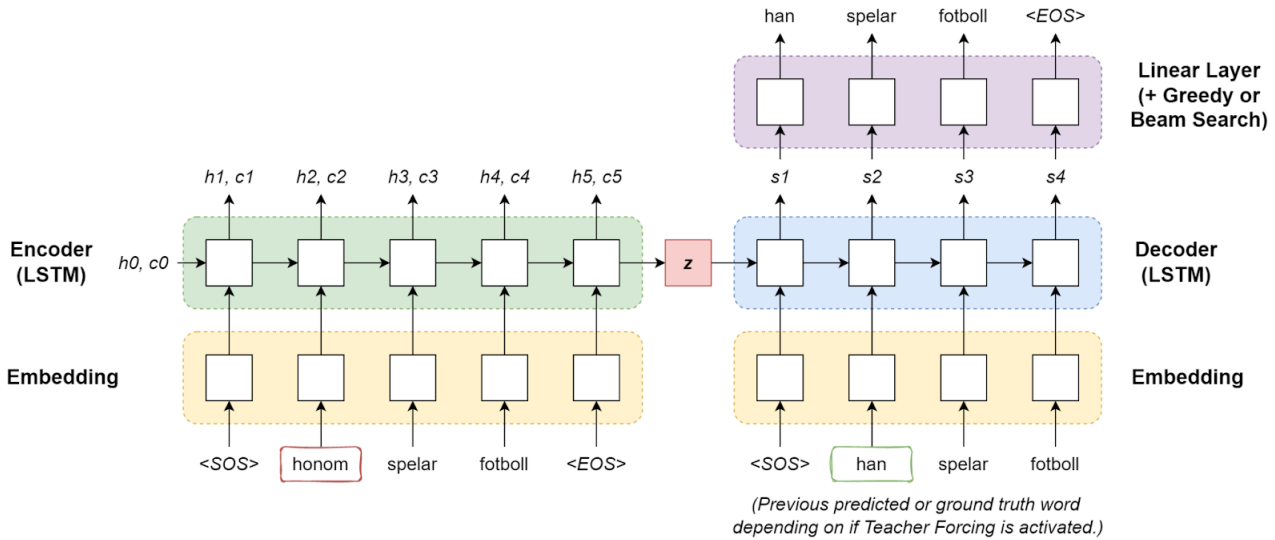 han spelar fotboll <EOS>
Linear Layer
(+ Greedy or
Beam Search)
h1, c1 h2, c2 h3, c3 h4, c4 h5, c5
s1 s2 s3 s4
Encoder
(LSTM)
h0, c0
z
Decoder
(LSTM)
Embedding
Embedding
<SOS> honom spelar fotboll <EOS>
<SOS> han spelar fotboll
(Previous predicted or ground truth word
depending on if Teacher Forcing is activated.)